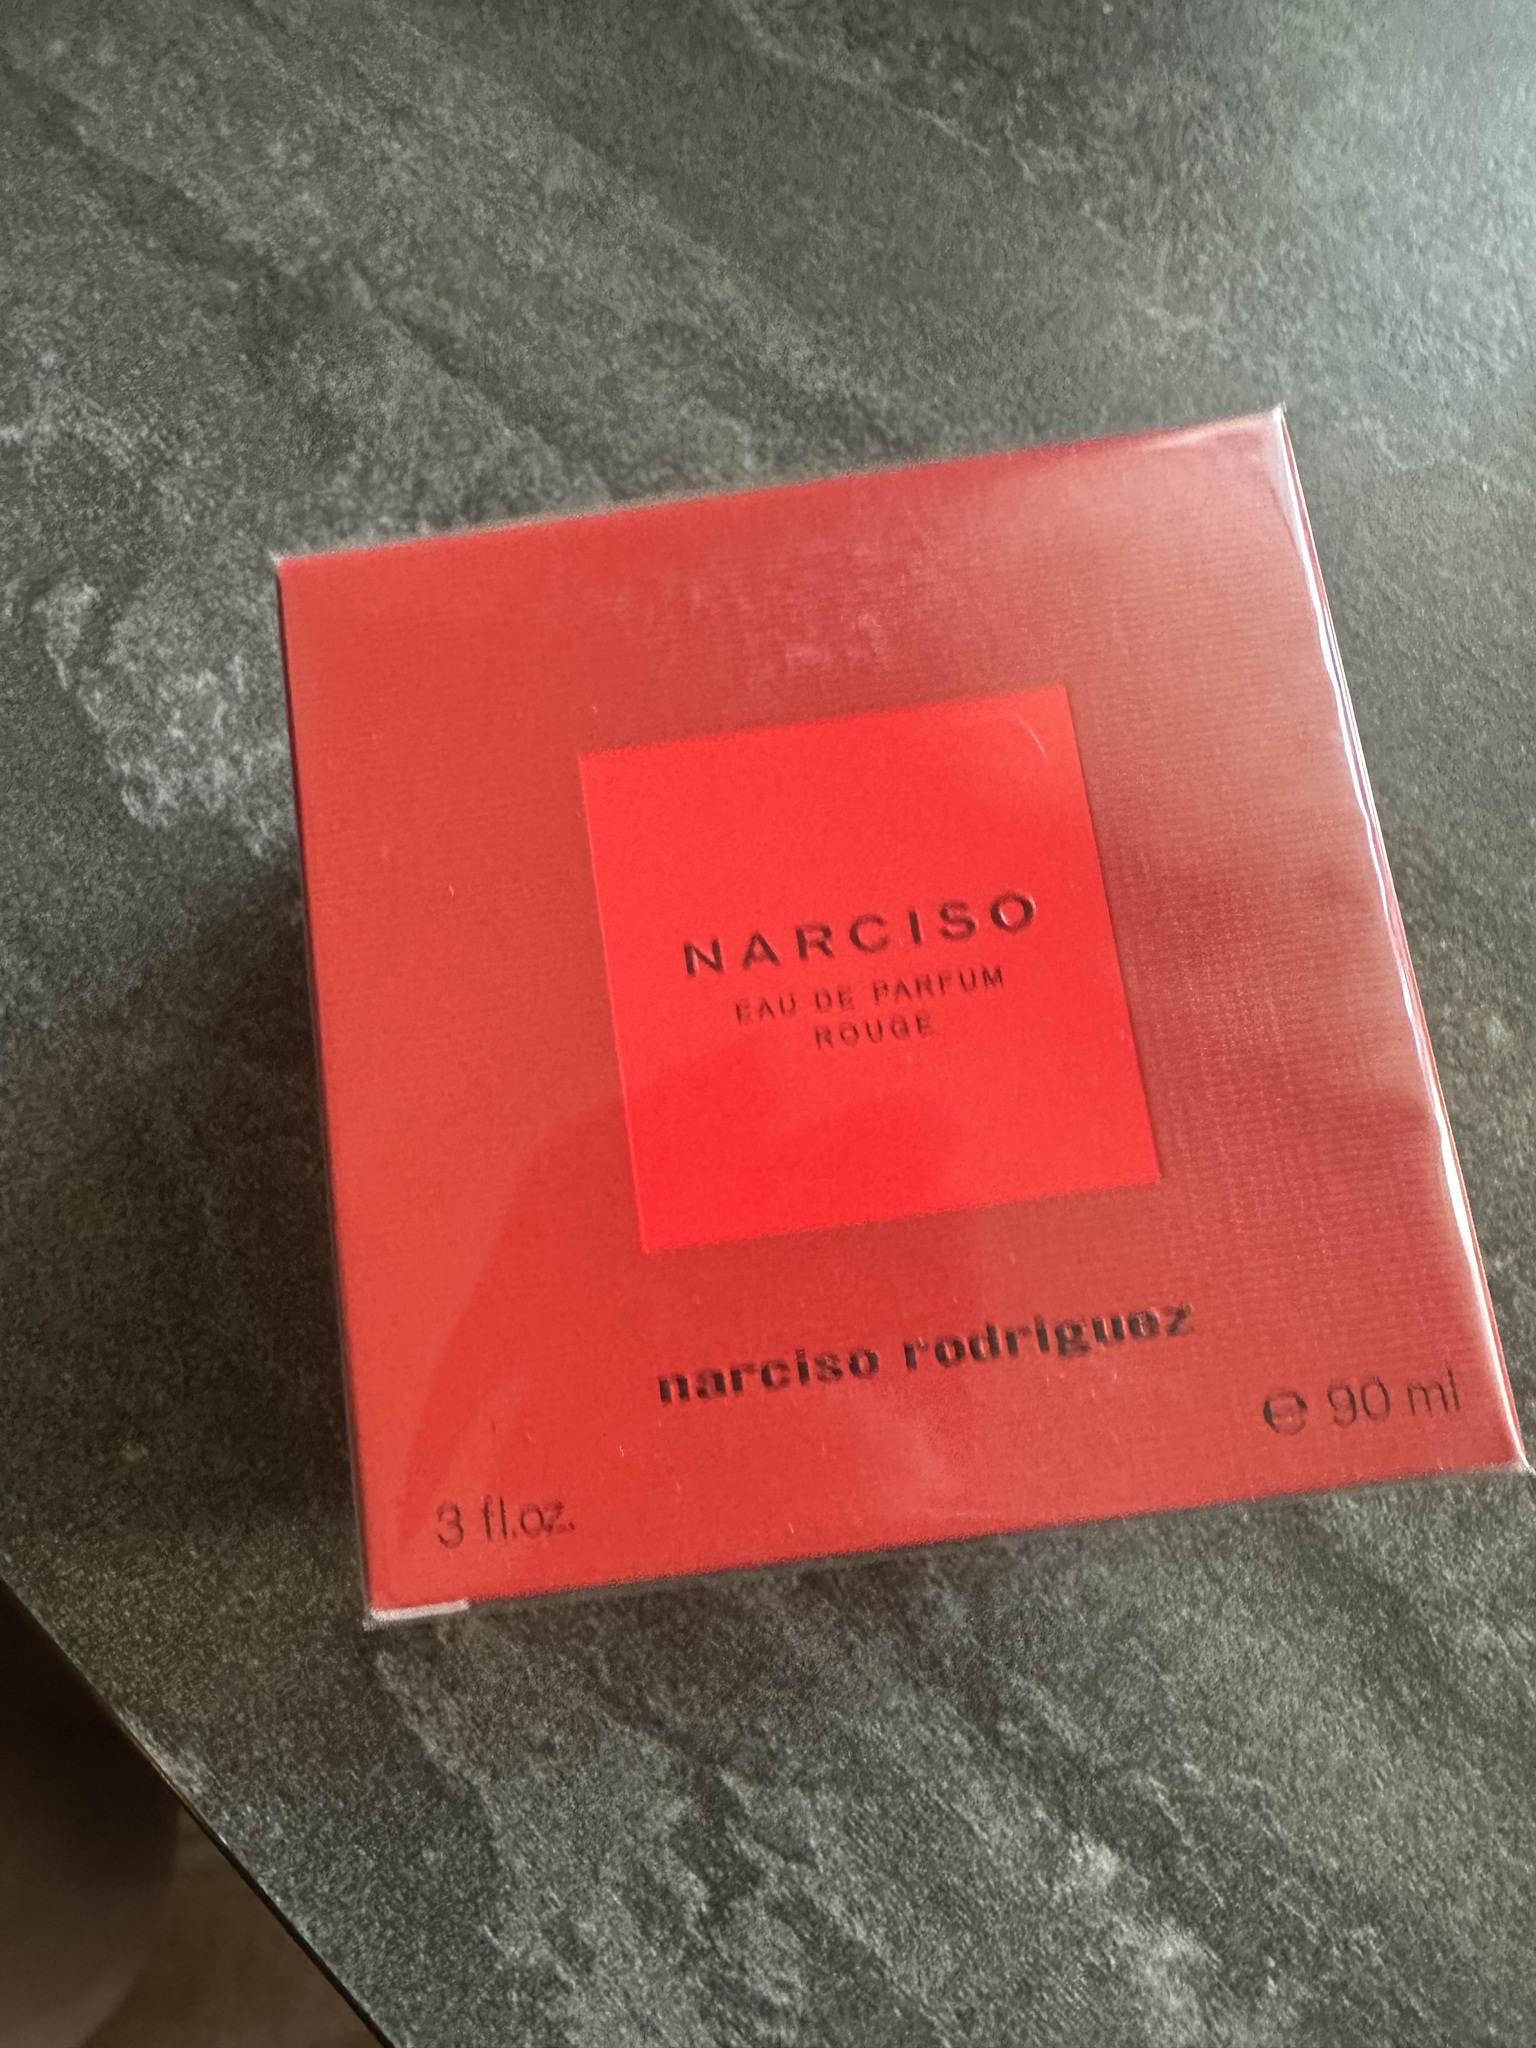 NARCISO
EAU DE PARFUM
ROUGE
narciso rodriguez
℮ 90 ml
3 fl.oz.